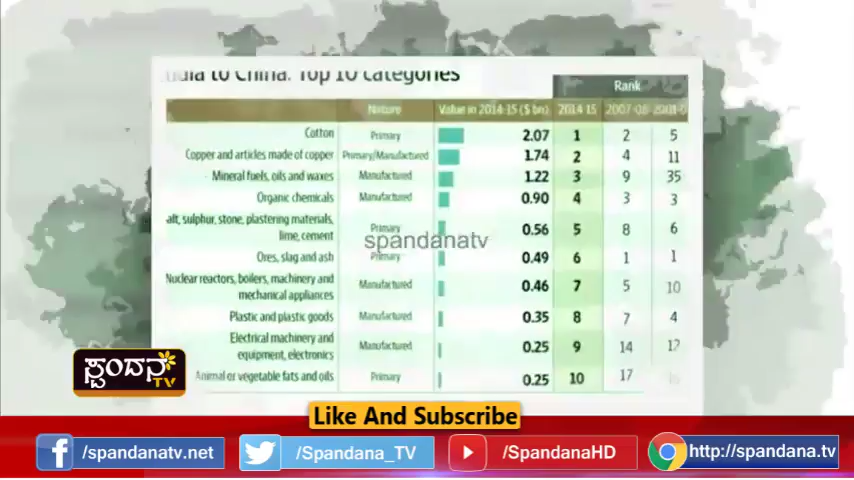 India to China: Top 10 categories
Rank
Nature Value in 2014-15 ($ bn) 2014-15 2007-08
Cotton Primary 2.07 1 2 5
Copper and articles made of copper Primary/Manufactured 1.74 2 4 11
Mineral fuels, oils and waxes Manufactured 1.22 3 9 35
Organic chemicals Manufactured 0.90 4 3 3
alt, sulphur, stone, plastering materials,
lime, cement Primary 0.56 5 8 6
spandanatv
Ores, slag and ash Primary 0.49 6 1 1
Nuclear reactors, boilers, machinery and
mechanical appliances Manufactured 0.46 7 5 10
Plastic and plastic goods Manufactured 0.35 8 7 4
Electrical machinery and
equipment, electronics Manufactured 0.25 9 14 12
Animal or vegetable fats and oils Primary 0.25 10 17
ಸ್ಪಂದನ
TV
Like And Subscribe
/spandanatv.net /Spandana_TV /SpandanaHD http://spandana.tv